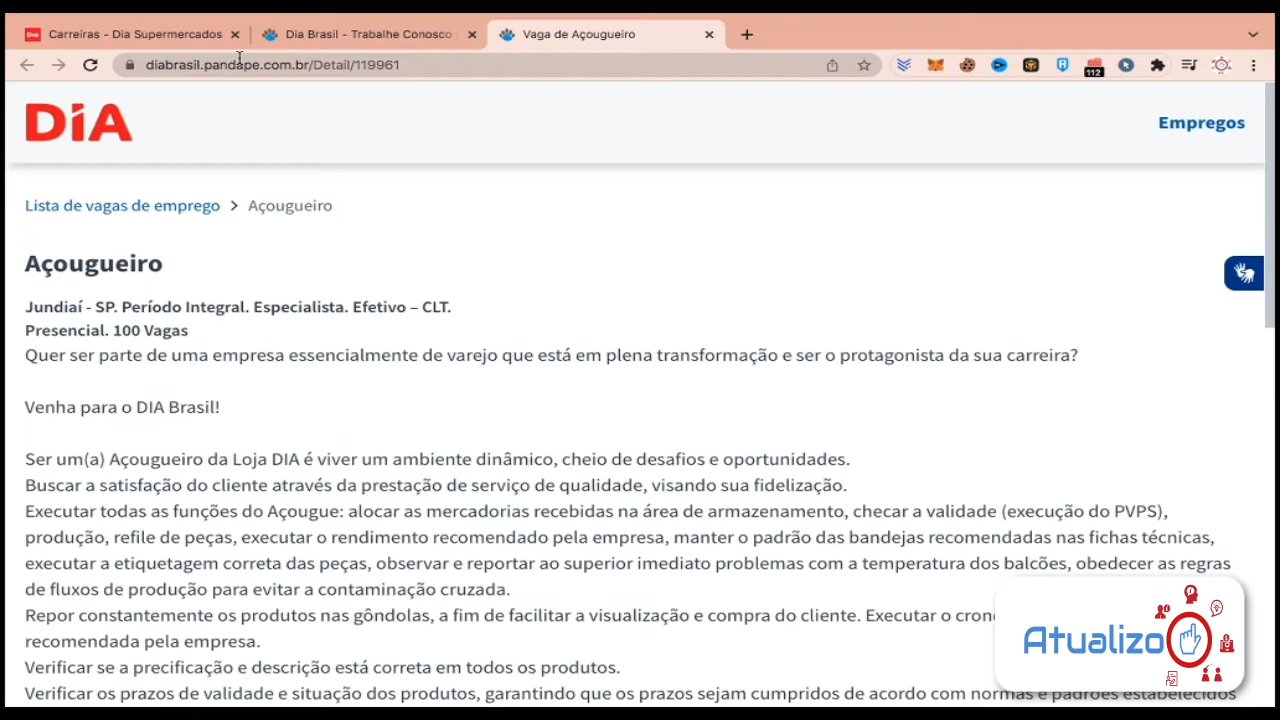 Carreiras - Dia Supermercados
Dia Brasil - Trabalhe Conosco
Vaga de Açougueiro
diabrasil.pandape.com.br/Detail/119961
112
DiA
Empregos
Lista de vagas de emprego > Açougueiro
Açougueiro
Jundiaí - SP. Período Integral. Especialista. Efetivo – CLT.
Presencial. 100 Vagas
Quer ser parte de uma empresa essencialmente de varejo que está em plena transformação e ser o protagonista da sua carreira?
Venha para o DIA Brasil!
Ser um(a) Açougueiro da Loja DIA é viver um ambiente dinâmico, cheio de desafios e oportunidades.
Buscar a satisfação do cliente através da prestação de serviço de qualidade, visando sua fidelização.
Executar todas as funções do Açougue: alocar as mercadorias recebidas na área de armazenamento, checar a validade (execução do PVPS),
produção, refile de peças, executar o rendimento recomendado pela empresa, manter o padrão das bandejas recomendadas nas fichas técnicas,
executar a etiquetagem correta das peças, observar e reportar ao superior imediato problemas com a temperatura dos balcões, obedecer as regras
de fluxos de produção para evitar a contaminação cruzada.
Repor constantemente os produtos nas gôndolas, a fim de facilitar a visualização e compra do cliente. Executar o
recomendada pela empresa.
Verificar se a precificação e descrição está correta em todos os produtos.
Verificar os prazos de validade e situação dos produtos, garantindo que os prazos sejam cumpridos de acordo com normas e padrões estabelecidos
Atualizo